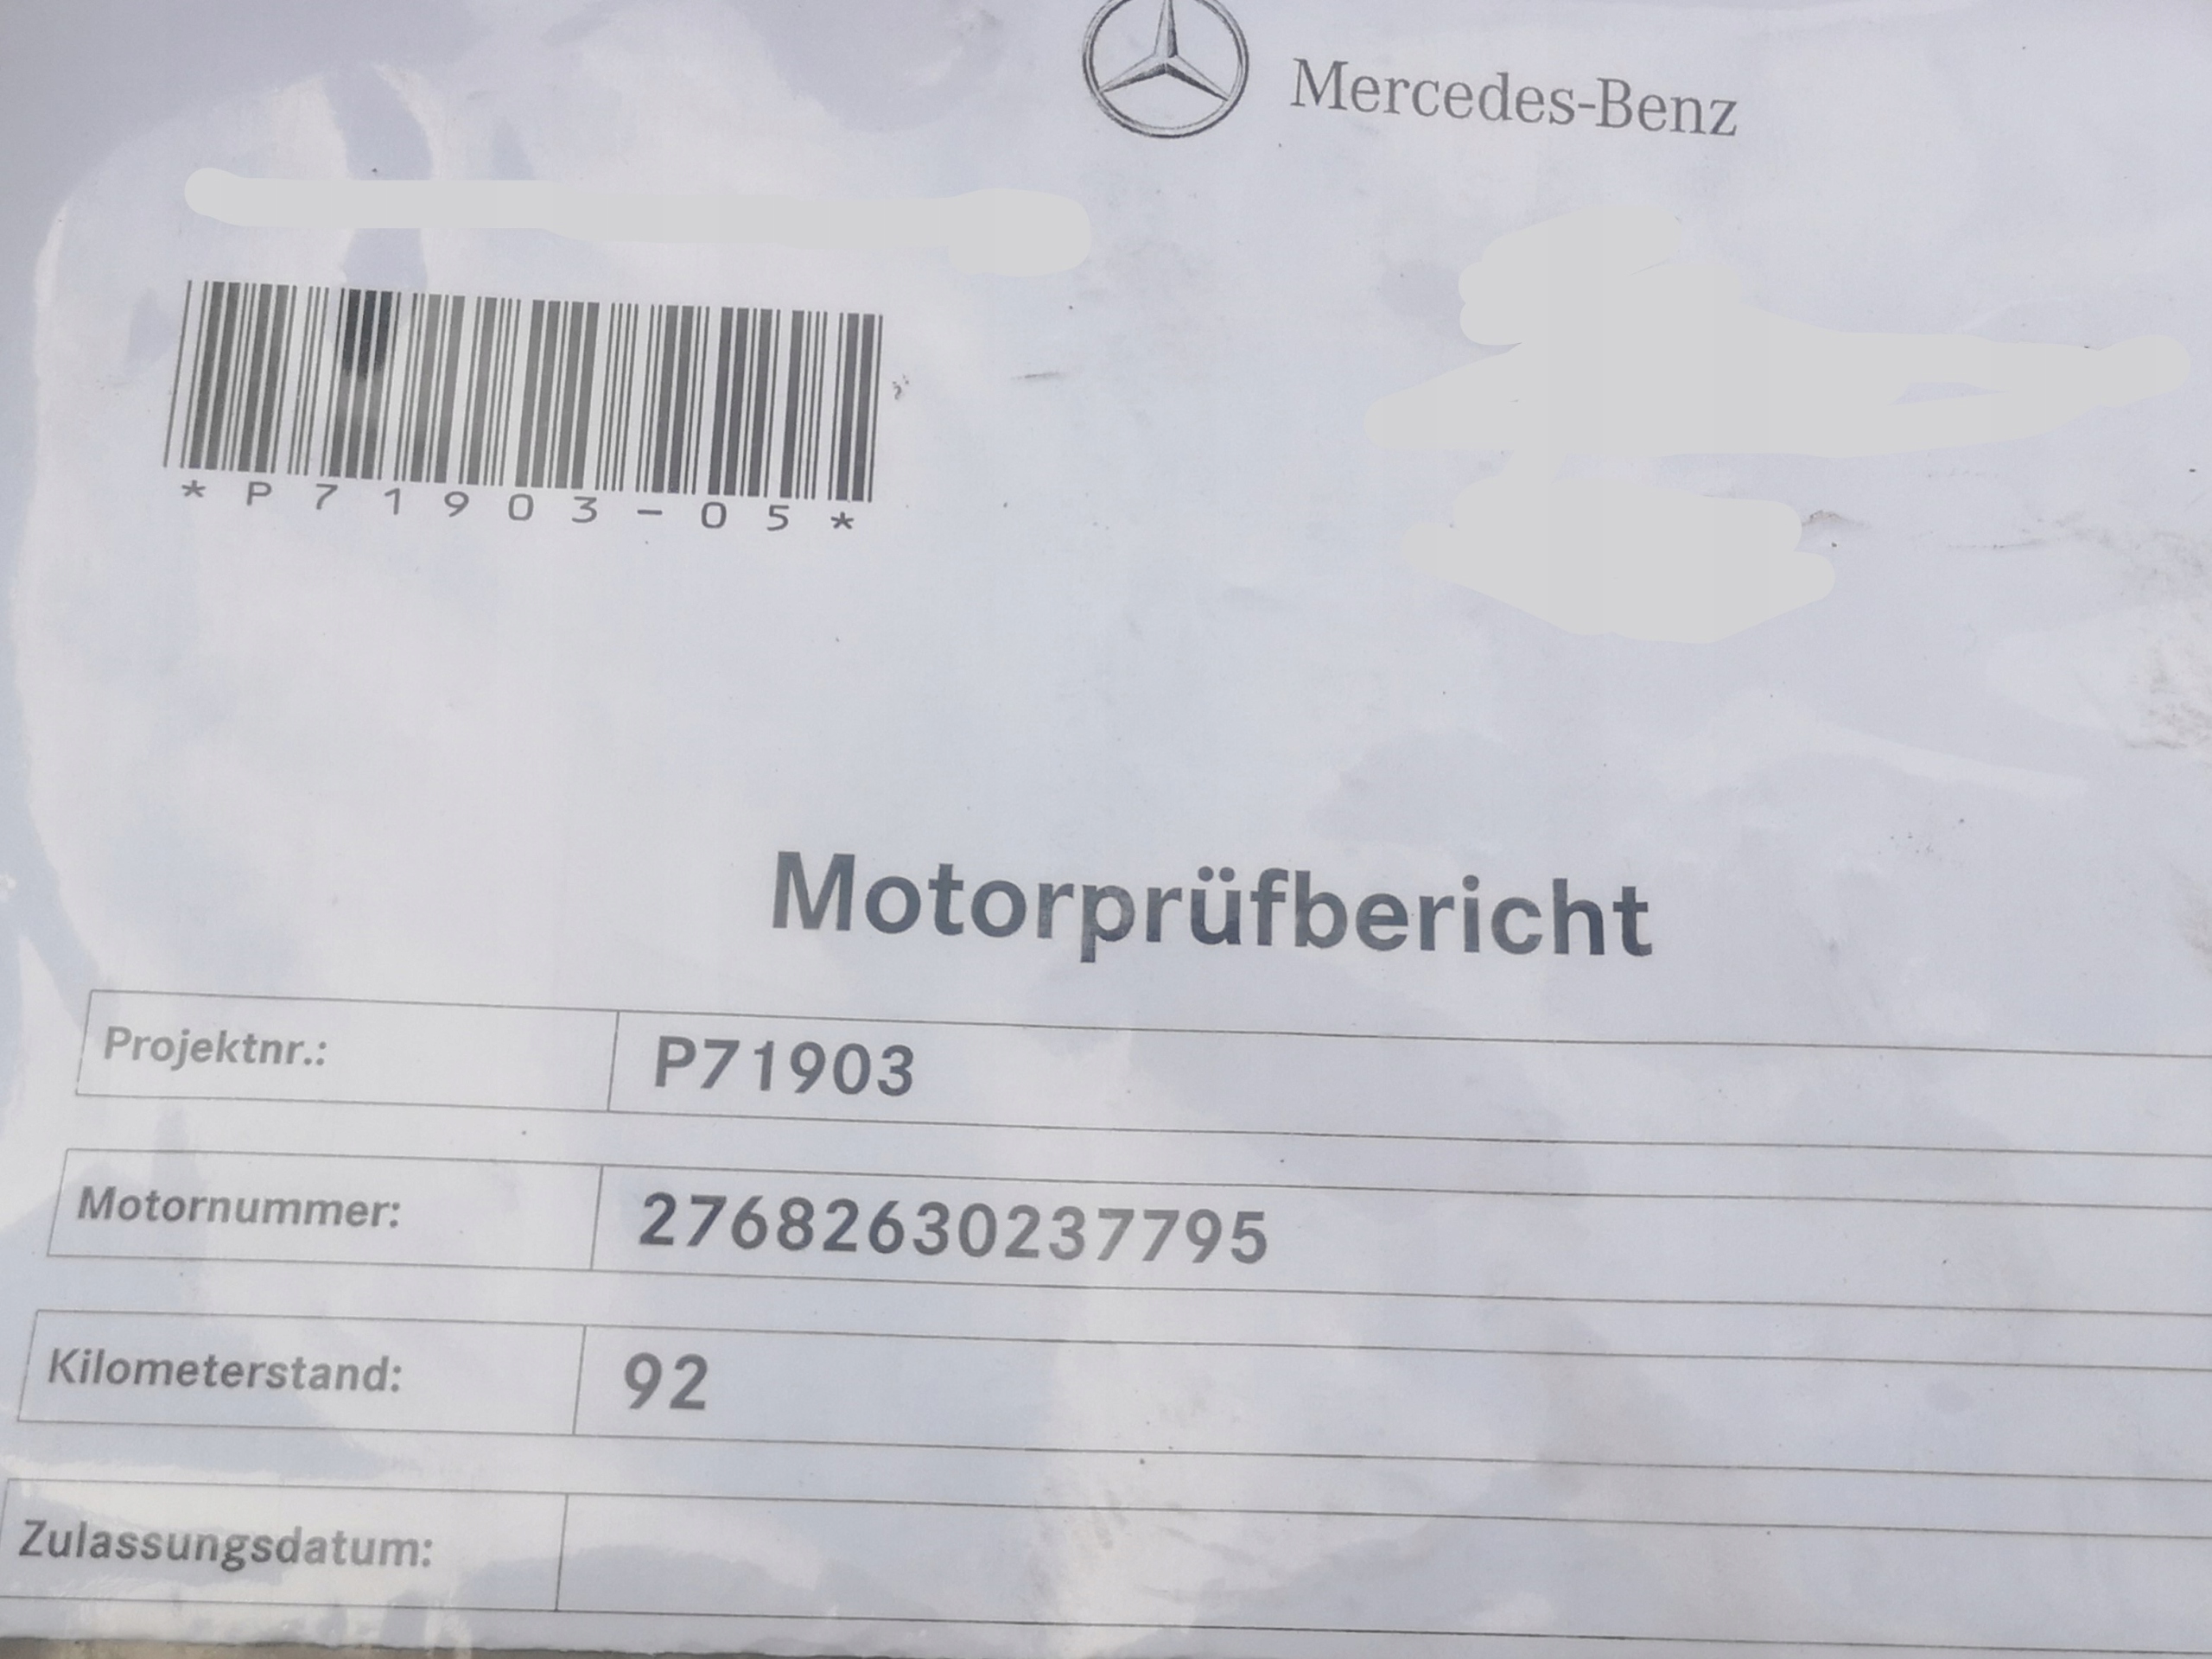 Mercedes-Benz
*P71903-05*
Motorprüfbericht
Projektnr.: P71903
Motornummer: 27682630237795
Kilometerstand: 92
Zulassungsdatum: